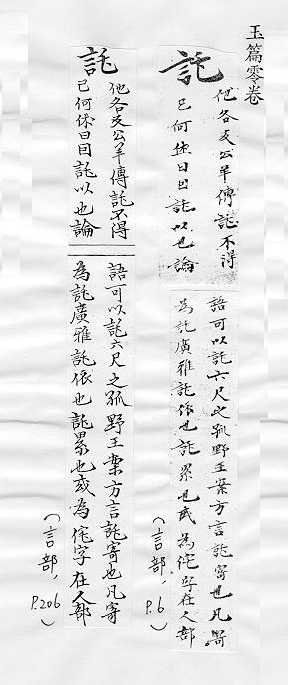 玉篇零卷
託
他各反公羊傳託不得
已何休曰因託以也論
語可以託六尺之孤野王案方言託寄也凡寄
為託廣雅託依也託累也或為侂字在人部
（言部，P.6）
託
他各反公羊傳託不得
已何休曰因託以也論
語可以託六尺之孤野王案方言託寄也凡寄
為託廣雅託依也託累也或為侂字在人部
（言部，P.206）